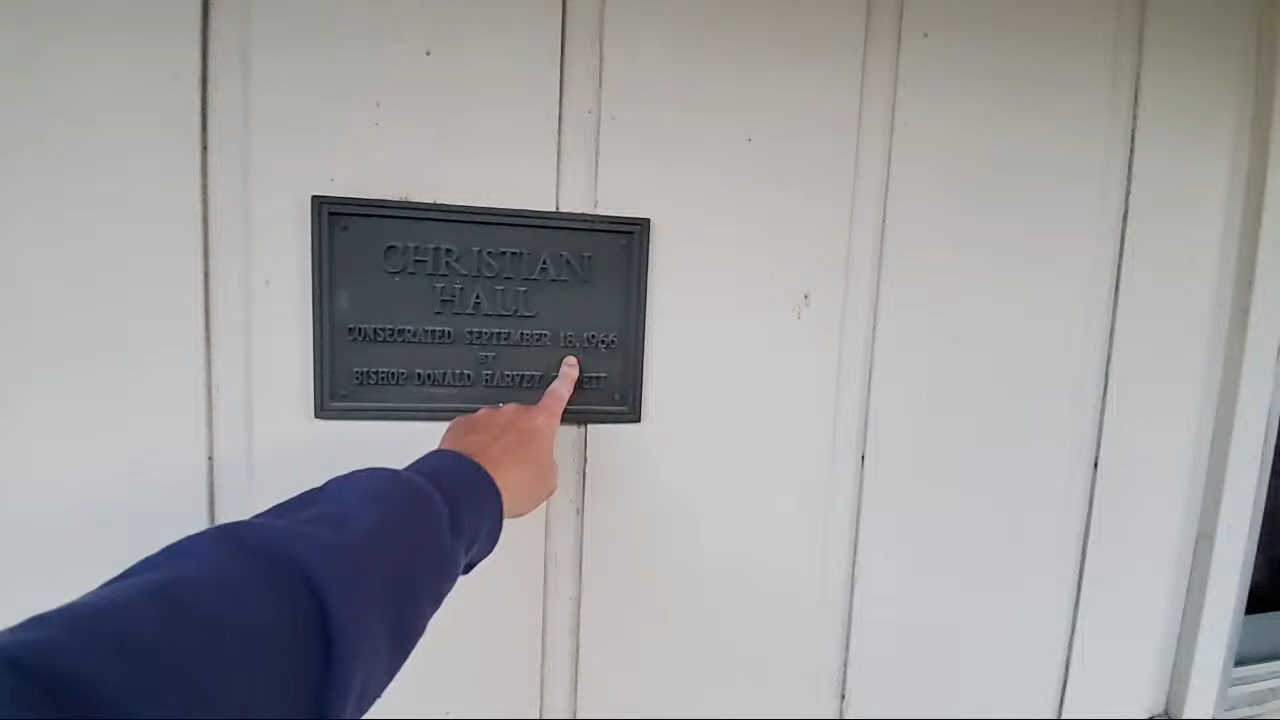 CHRISTIAN
HALL
CONSECRATED SEPTEMBER 18, 1966
BY
BISHOP DONALD HARVEY